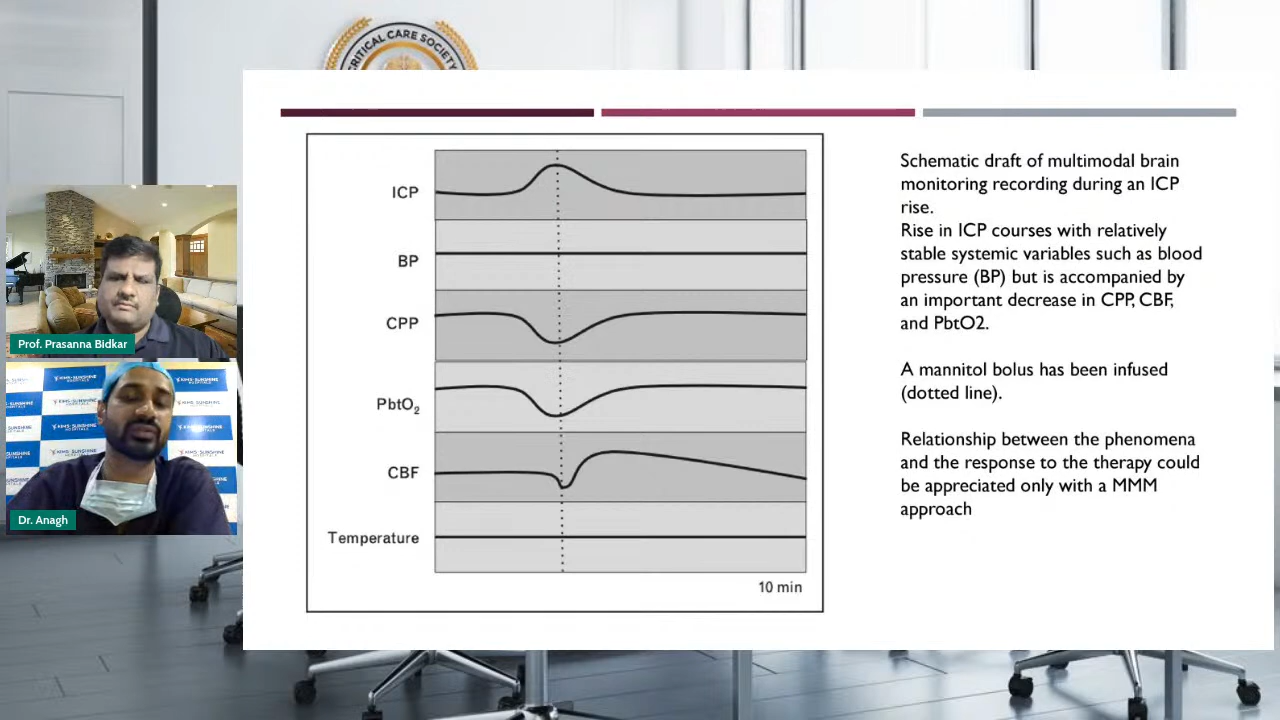 CRITICAL CARE SOCIETY
ICP
BP
CPP
PbtO2
CBF
Temperature
10 min
Schematic draft of multimodal brain
monitoring recording during an ICP
rise.
Rise in ICP courses with relatively
stable systemic variables such as blood
pressure (BP) but is accompanied by
an important decrease in CPP, CBF,
and PbtO2.
A mannitol bolus has been infused
(dotted line).
Relationship between the phenomena
and the response to the therapy could
be appreciated only with a MMM
approach
Prof. Prasanna Bidkar
KIMS-SUNSHINE
HOSPITALS
Dr. Anagh